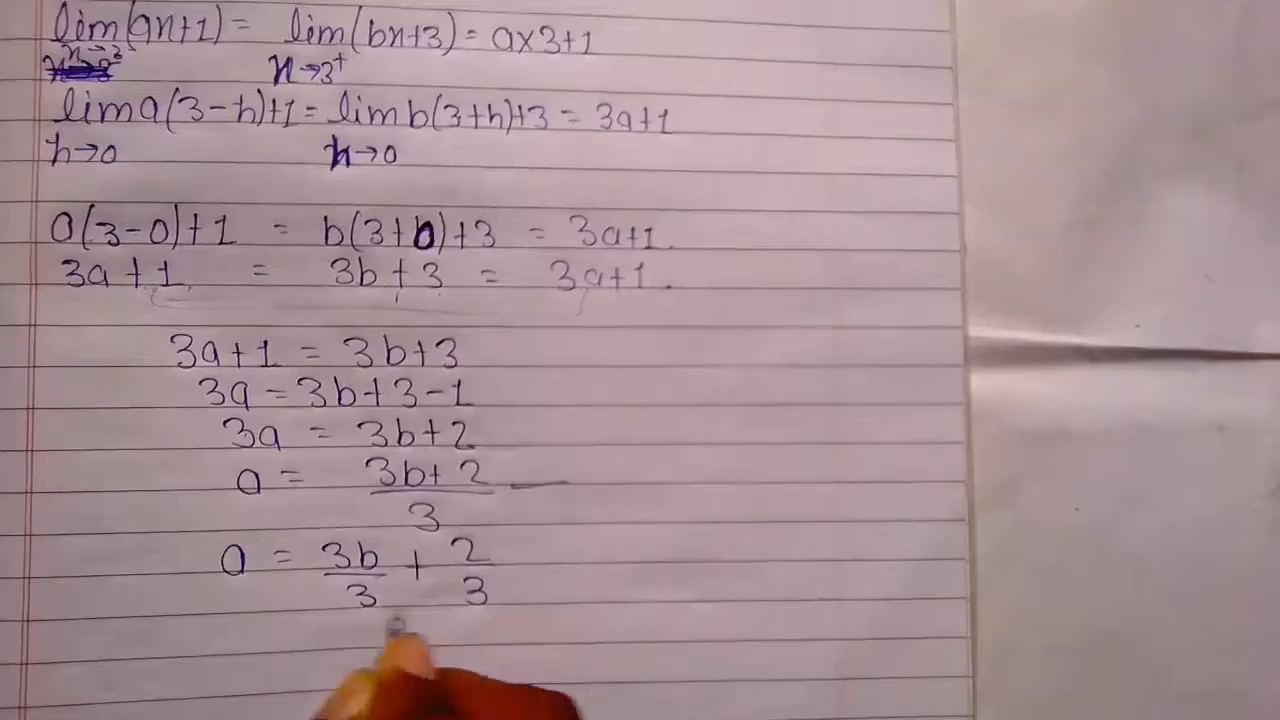 lim(ax+1) = lim(bx+3) = a×3+1
x→3⁻ x→3⁺
lim a(3-h)+1 = lim b(3+h)+3 = 3a+1
h→0 h→0
a(3-0)+1 = b(3+0)+3 = 3a+1.
3a+1 = 3b+3 = 3a+1.
3a+1 = 3b+3
3a = 3b+3-1
3a = 3b+2
a = 3b+2
3
a = 3b + 2
3 3